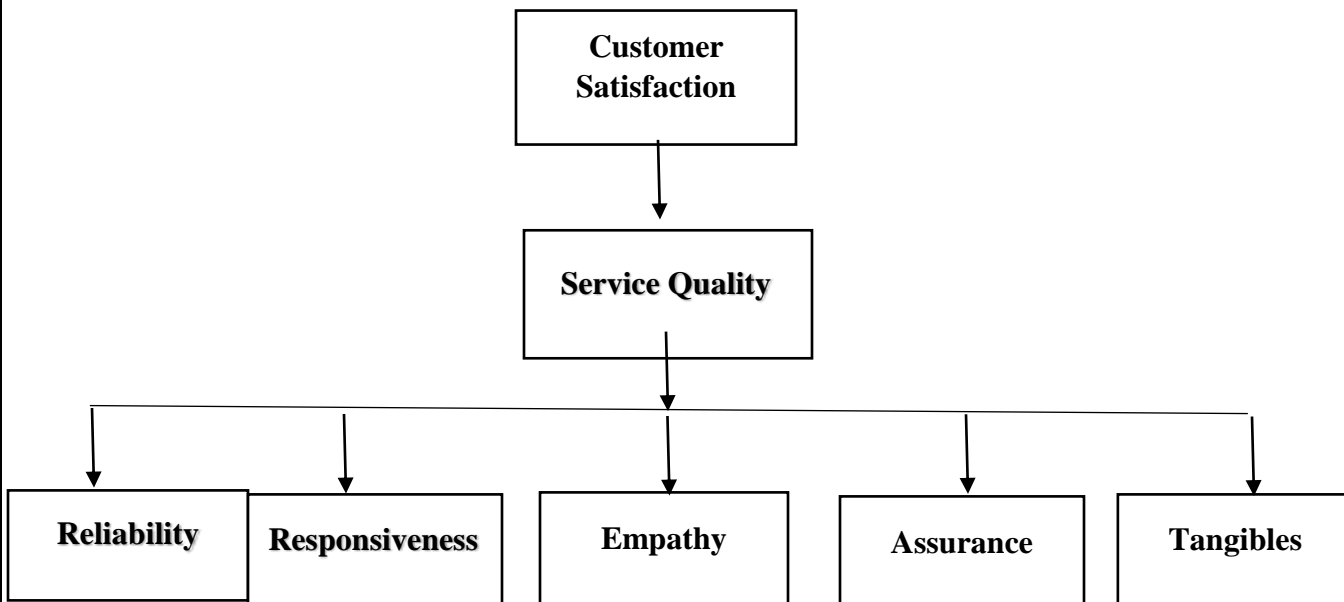 Customer
Satisfaction
Service Quality
Reliability
Responsiveness
Empathy
Assurance
Tangibles